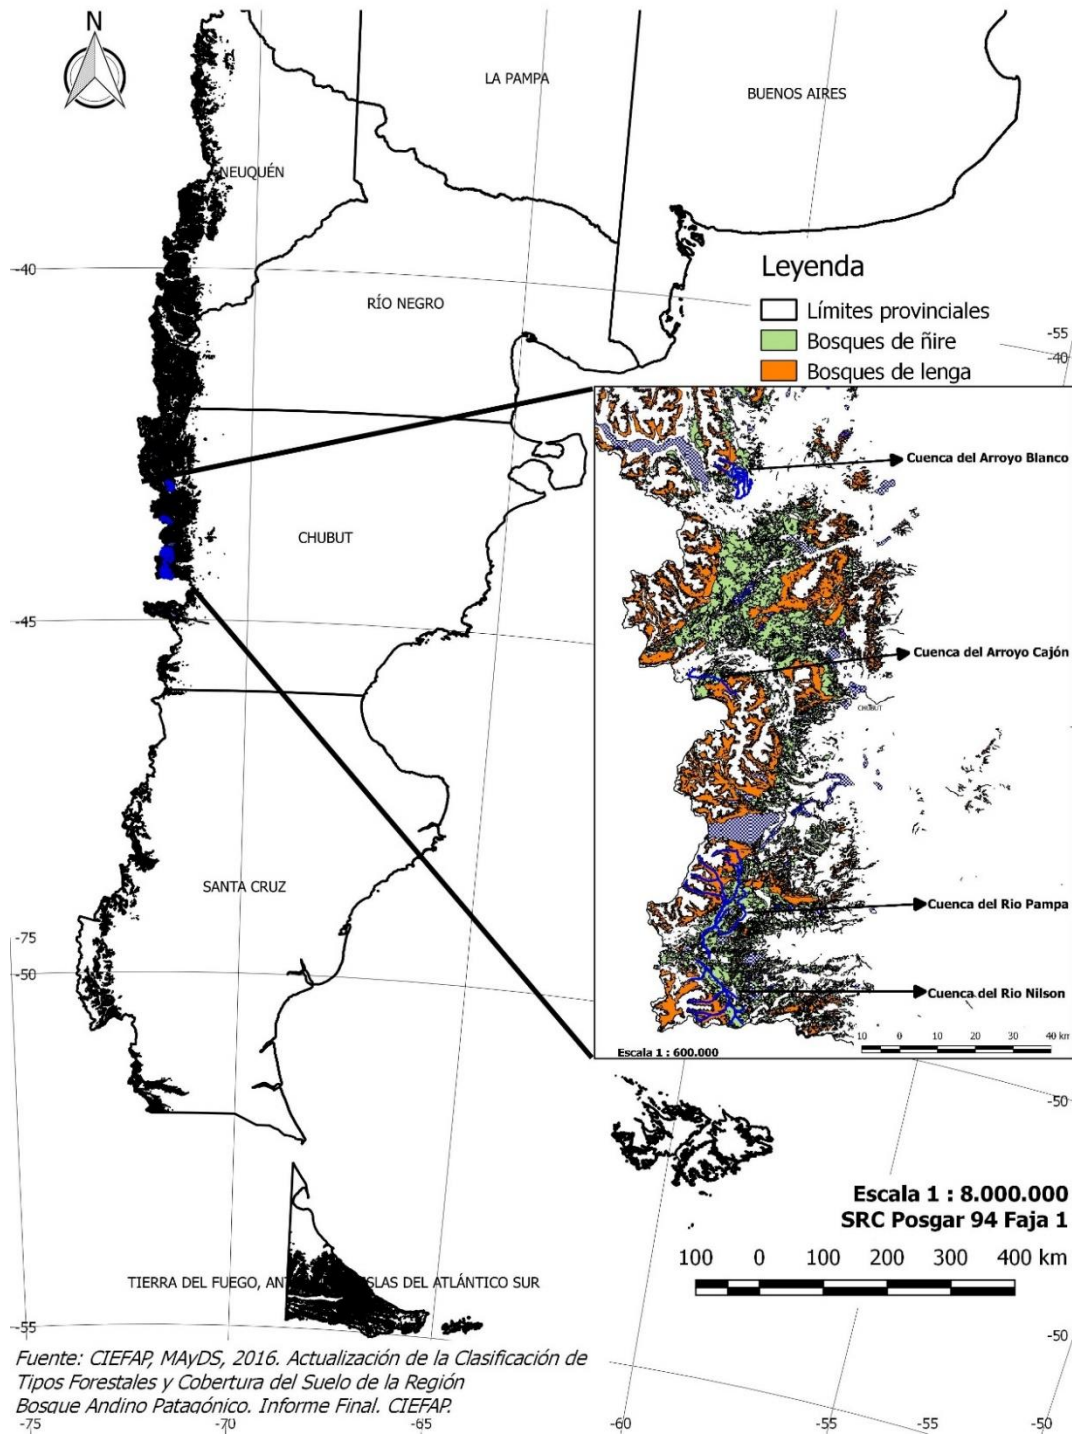 N
LA PAMPA
BUENOS AIRES
NEUQUÉN
-40
RÍO NEGRO
Leyenda
Límites provinciales
Bosques de ñire
Bosques de lenga
-55
-40
Cuenca del Arroyo Blanco
CHUBUT
-45
Cuenca del Arroyo Cajón
CHUBUT
SANTA CRUZ
Cuenca del Rio Pampa
-75
-50
Cuenca del Rio Nilson
10 0 10 20 30 40 km
Escala 1 : 600.000
-50
Escala 1 : 8.000.000
SRC Posgar 94 Faja 1
100 0 100 200 300 400 km
TIERRA DEL FUEGO, AN ISLAS DEL ATLÁNTICO SUR
-55
-50
Fuente: CIEFAP, MAyDS, 2016. Actualización de la Clasificación de
Tipos Forestales y Cobertura del Suelo de la Región
Bosque Andino Patagónico. Informe Final. CIEFAP.
-75 -70 -65 -60 -55 -55 -50